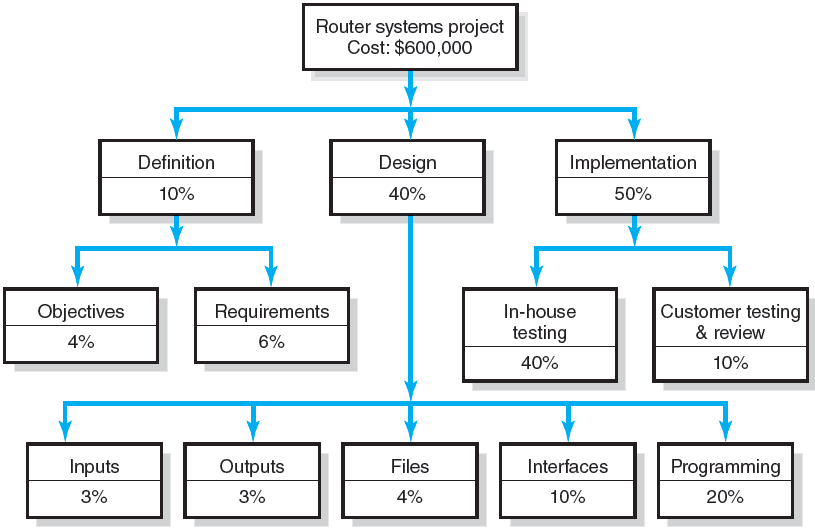 Router systems project
Cost: $600,000
Definition
10%
Design
40%
Implementation
50%
Objectives
4%
Requirements
6%
In-house
testing
40%
Customer testing
& review
10%
Inputs
3%
Outputs
3%
Files
4%
Interfaces
10%
Programming
20%